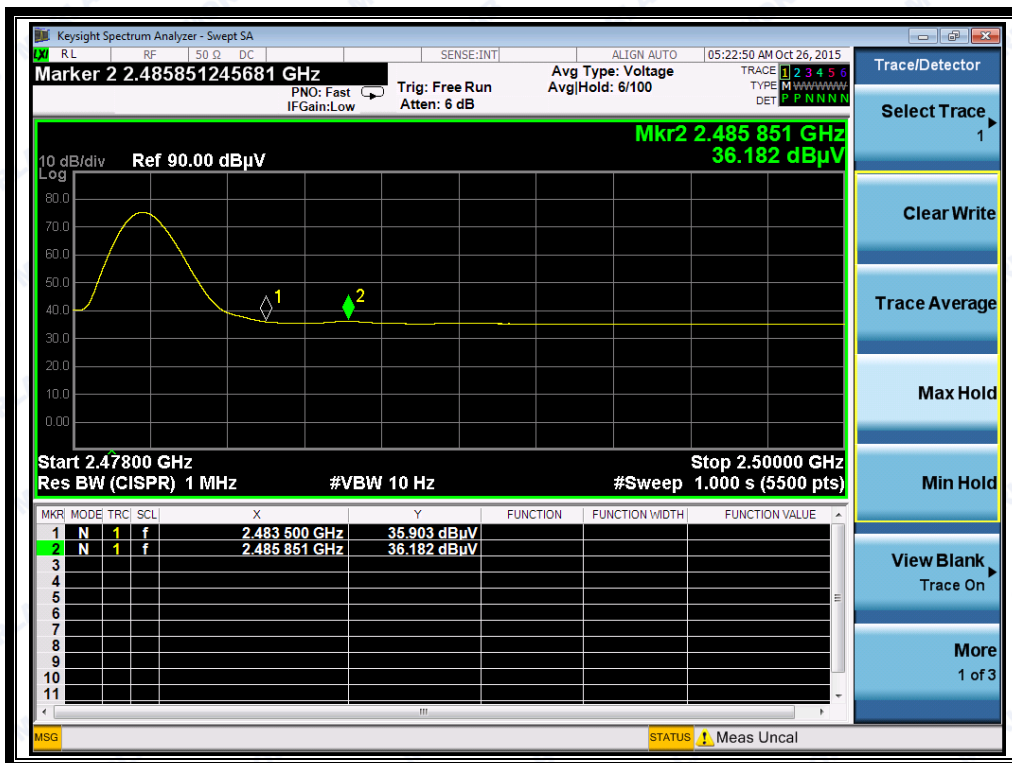 Keysight Spectrum Analyzer - Swept SA
LXI RL RF 50 Ω DC SENSE:INT ALIGN AUTO 05:22:50 AM Oct 26, 2015
Marker 2 2.485851245681 GHz
PNO: Fast
IFGain:Low
Trig: Free Run
Atten: 6 dB
Avg Type: Voltage
Avg|Hold: 6/100
TRACE 1 2 3 4 5 6
TYPE M WWWWW
DET P P N N N N
Mkr2 2.485 851 GHz
36.182 dBµV
10 dB/div Ref 90.00 dBµV
Log
80.0
70.0
60.0
50.0
40.0
30.0
20.0
10.0
0.00
1
2
Start 2.47800 GHz Stop 2.50000 GHz
Res BW (CISPR) 1 MHz #VBW 10 Hz #Sweep 1.000 s (5500 pts)
MKR MODE TRC SCL X Y FUNCTION FUNCTION WIDTH FUNCTION VALUE
1 N 1 f 2.483 500 GHz 35.903 dBµV
2 N 1 f 2.485 851 GHz 36.182 dBµV
3
4
5
6
7
8
9
10
11
MSG STATUS Meas Uncal
Trace/Detector
Select Trace
1
Clear Write
Trace Average
Max Hold
Min Hold
View Blank
Trace On
More
1 of 3